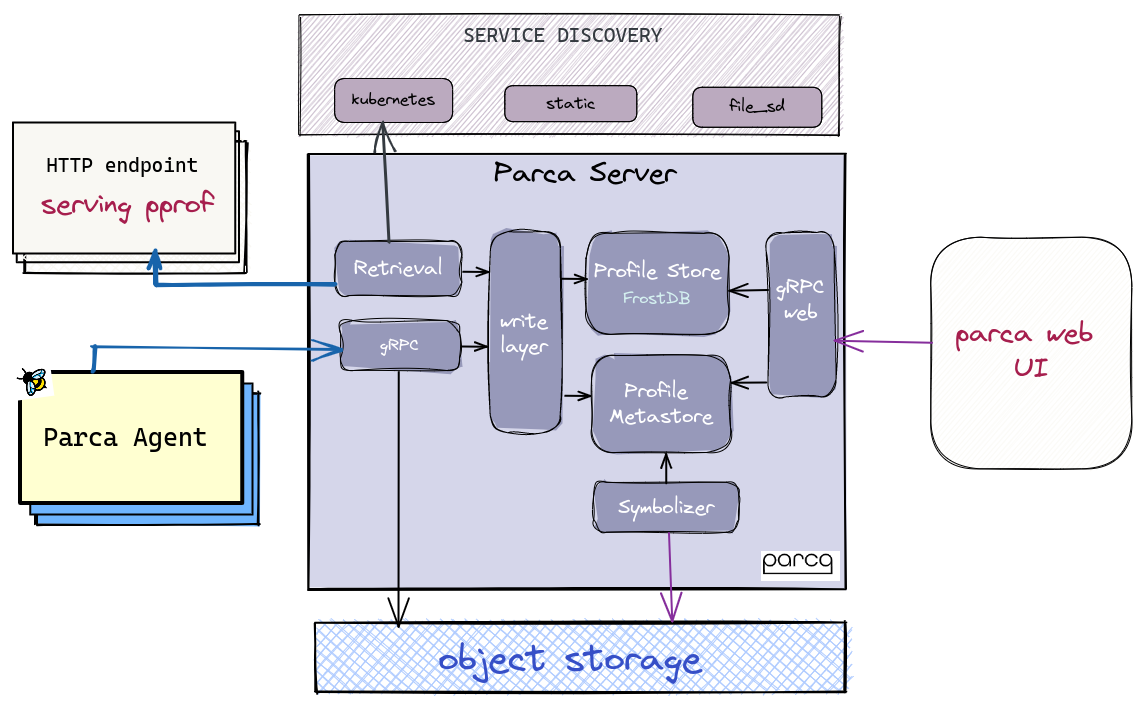 SERVICE DISCOVERY
kubernetes
static
file_sd
HTTP endpoint
serving pprof
Parca Server
Retrieval
gRPC
write
layer
Profile Store
FrostDB
gRPC
web
Profile
Metastore
Symbolizer
parca
parca web
UI
Parca Agent
object storage